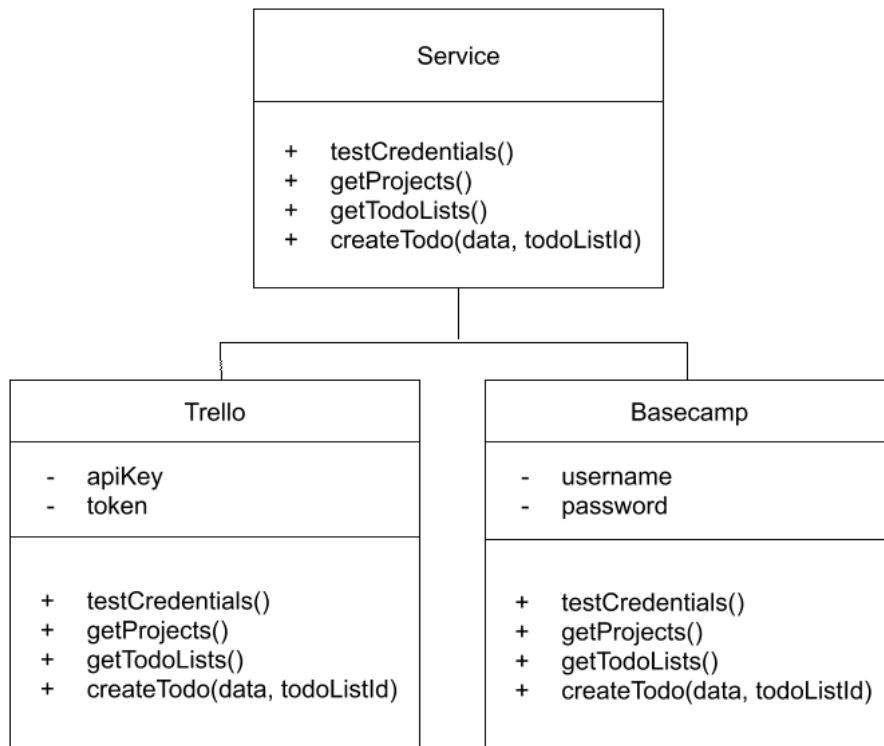 Service
+ testCredentials()
+ getProjects()
+ getTodoLists()
+ createTodo(data, todoListId)
Trello
- apiKey
- token
+ testCredentials()
+ getProjects()
+ getTodoLists()
+ createTodo(data, todoListId)
Basecamp
- username
- password
+ testCredentials()
+ getProjects()
+ getTodoLists()
+ createTodo(data, todoListId)